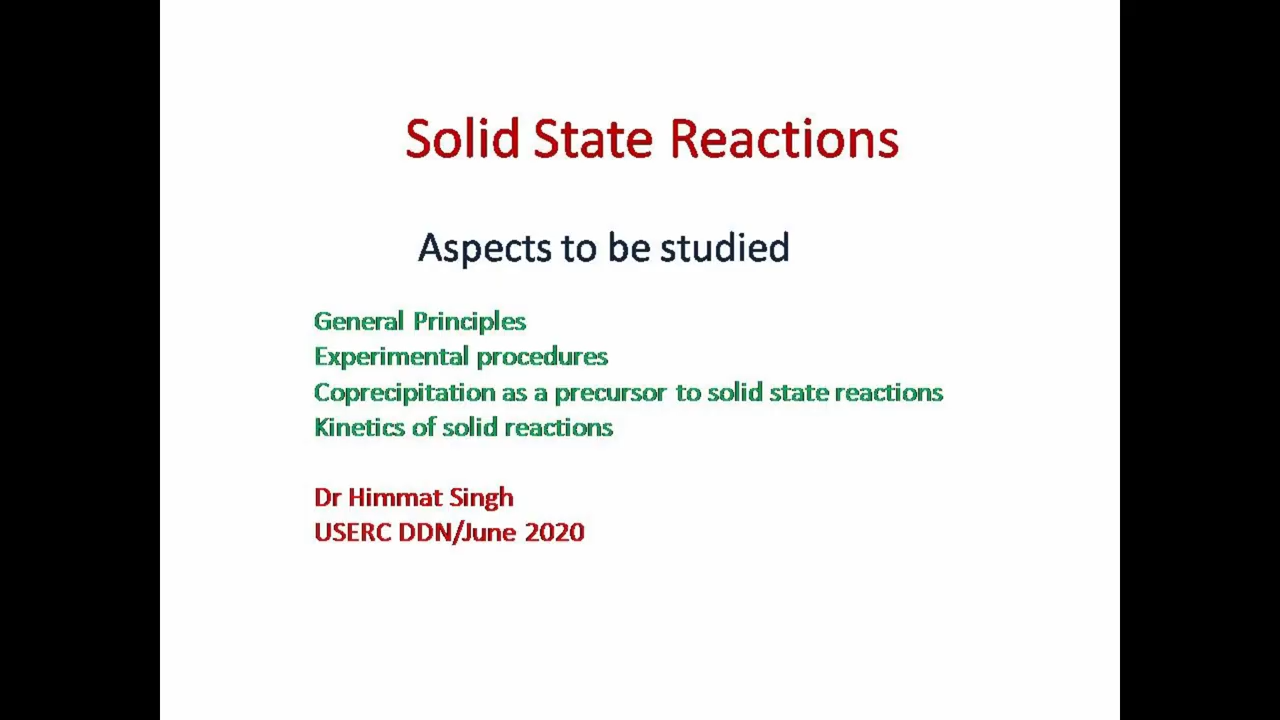 Solid State Reactions
Aspects to be studied
General Principles
Experimental procedures
Coprecipitation as a precursor to solid state reactions
Kinetics of solid reactions
Dr Himmat Singh
USERC DDN/June 2020